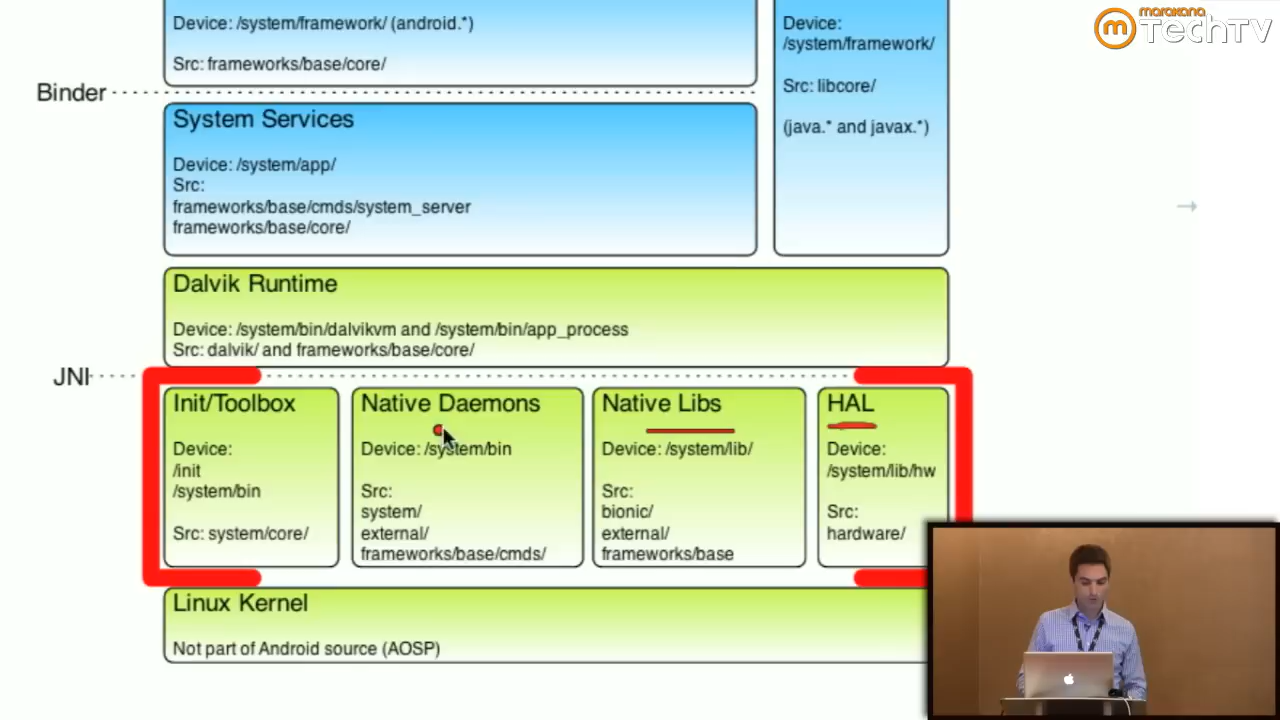 Device: /system/framework/ (android.*)
Src: frameworks/base/core/
Device:
/system/framework/
Src: libcore/
(java.* and javax.*)
marakana
TechTV
Binder
System Services
Device: /system/app/
Src:
frameworks/base/cmds/system_server
frameworks/base/core/
Dalvik Runtime
Device: /system/bin/dalvikvm and /system/bin/app_process
Src: dalvik/ and frameworks/base/core/
JNI
Init/Toolbox
Device:
/init
/system/bin
Src: system/core/
Native Daemons
Device: /system/bin
Src:
system/
external/
frameworks/base/cmds/
Native Libs
Device: /system/lib/
Src:
bionic/
external/
frameworks/base
HAL
Device:
/system/lib/hw
Src:
hardware/
Linux Kernel
Not part of Android source (AOSP)